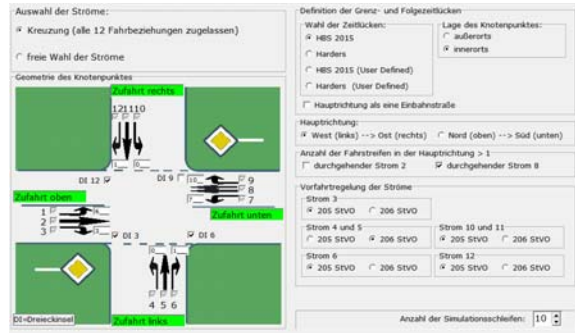 Auswahl der Ströme:
Kreuzung (alle 12 Fahrbeziehungen zugelassen)
freie Wahl der Ströme
Geometrie des Knotenpunktes
Zufahrt rechts
12 11 10
DI 12
DI 9
10
9
8
7
Zufahrt oben
Zufahrt unten
1
2
3
DI 3
DI 6
4 5 6
DI=Dreieckinsel
Zufahrt links
Definition der Grenz- und Folgezeitlücken
Wahl der Zeitlücken:
HBS 2015
Harders
HBS 2015 (User Defined)
Harders (User Defined)
Lage des Knotenpunktes:
außerorts
innerorts
Hauptrichtung als eine Einbahnstraße
Hauptrichtung:
West (links) --> Ost (rechts)
Nord (oben) --> Süd (unten)
Anzahl der Fahrstreifen in der Hauptrichtung > 1
durchgehender Strom 2
durchgehender Strom 8
Vorfahrtregelung der Ströme
Strom 3
205 StVO 206 StVO
Strom 4 und 5
205 StVO 206 StVO
Strom 10 und 11
205 StVO 206 StVO
Strom 6
205 StVO 206 StVO
Strom 12
205 StVO 206 StVO
Anzahl der Simulationsschleifen: 10